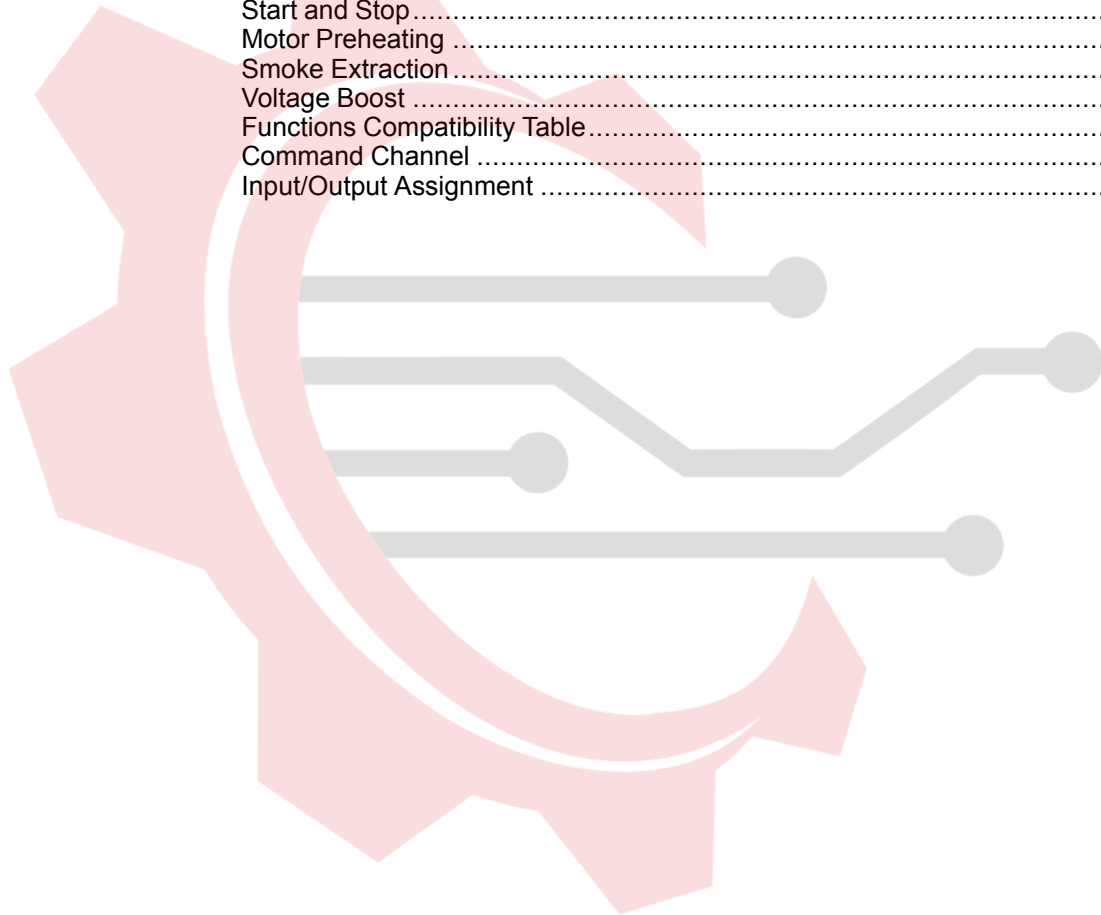 Start and Stop........................................................................................
Motor Preheating ....................................................................................
Smoke Extraction....................................................................................
Voltage Boost .........................................................................................
Functions Compatibility Table.................................................................
Command Channel .................................................................................
Input/Output Assignment ........................................................................